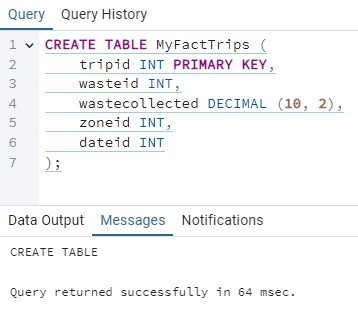 Query Query History
1 CREATE TABLE MyFactTrips (
2 tripid INT PRIMARY KEY,
3 wasteid INT,
4 wastecollected DECIMAL (10, 2),
5 zoneid INT,
6 dateid INT
7 );
Data Output Messages Notifications
CREATE TABLE
Query returned successfully in 64 msec.